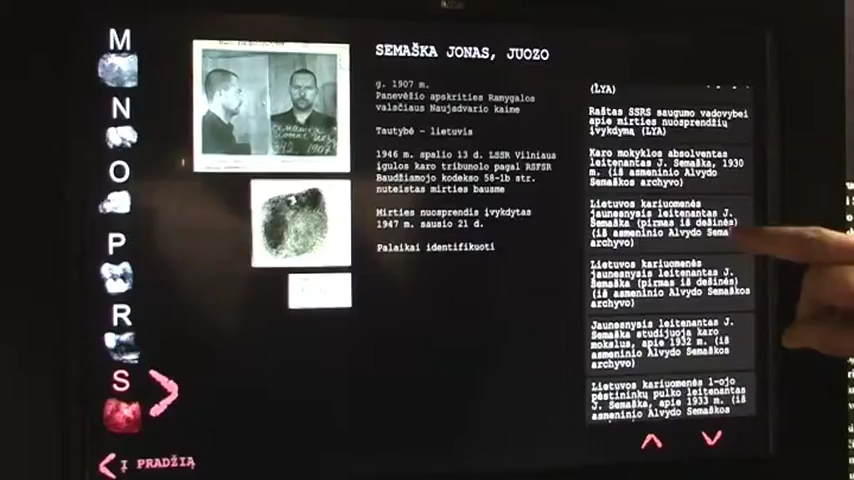 M
N
O
P
R
S
Į PRADŽIĄ
Семашка
1907
SEMAŠKA JONAS, JUOZO
g. 1907 m.
Panevėžio apskrities Ramygalos
valsčiaus Naujadvario kaime
Tautybė – lietuvis
1946 m. spalio 13 d. LSSR Vilniaus
įgulos karo tribunolo pagal RSFSR
Baudžiamojo kodekso 58-1b str.
nuteistas mirties bausme
Mirties nuosprendis įvykdytas
1947 m. sausio 21 d.
Palaikai identifikuoti
(LYA)
Raštas SSRS saugumo vadovybei
apie mirties nuosprendžių
įvykdymą (LYA)
Karo mokyklos absolventas
leitenantas J. Semaška, 1930
m. (iš asmeninio Alvydo
Semaškos archyvo)
Lietuvos kariuomenės
jaunesnysis leitenantas J.
Semaška (pirmas iš dešinės)
(iš asmeninio Alvydo Sema
archyvo)
Lietuvos kariuomenės
jaunesnysis leitenantas J.
Semaška (pirmas iš dešinės)
(iš asmeninio Alvydo Semaškos
archyvo)
Jaunesnysis leitenantas J.
Semaška studijuoja karo
mokslus, apie 1932 m. (iš
asmeninio Alvydo Semaškos
archyvo)
Lietuvos kariuomenės 1-ojo
pėstininkų pulko leitenantas
J. Semaška, apie 1933 m. (iš
asmeninio Alvydo Semaškos